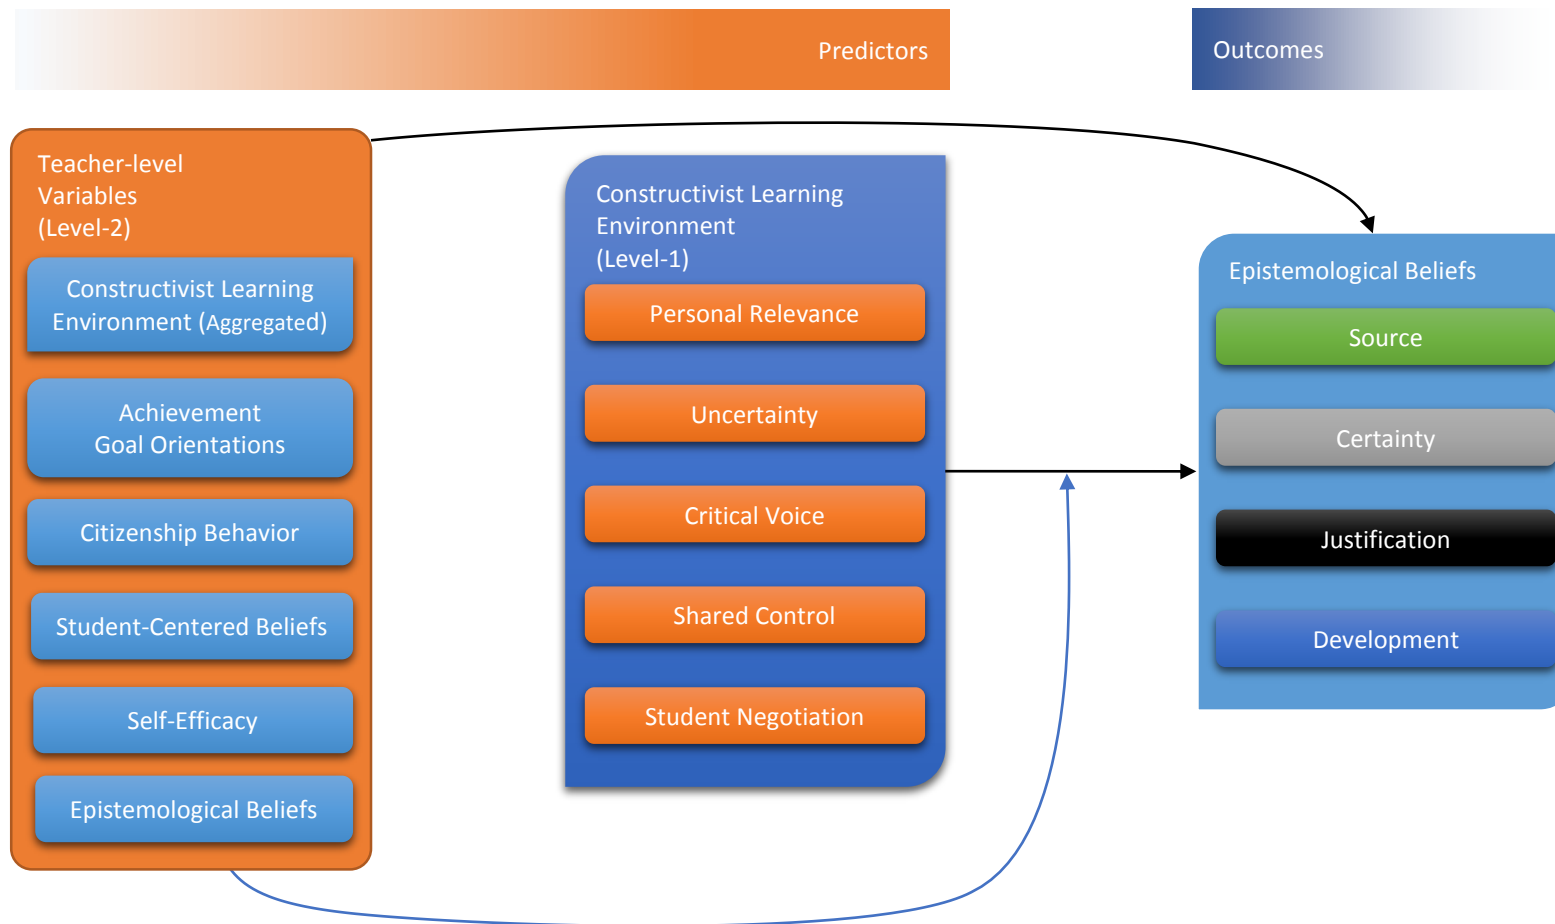 Predictors
Outcomes
Teacher-level
Variables
(Level-2)
Constructivist Learning
Environment (Aggregated)
Achievement
Goal Orientations
Citizenship Behavior
Student-Centered Beliefs
Self-Efficacy
Epistemological Beliefs
Constructivist Learning
Environment
(Level-1)
Personal Relevance
Uncertainty
Critical Voice
Shared Control
Student Negotiation
Epistemological Beliefs
Source
Certainty
Justification
Development